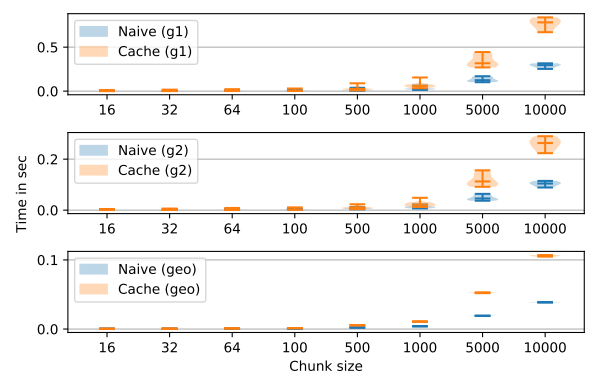 Naive (g1)
Cache (g1)
0.5
0.0
16 32 64 100 500 1000 5000 10000
Naive (g2)
Cache (g2)
0.2
0.0
16 32 64 100 500 1000 5000 10000
Time in sec
Naive (geo)
Cache (geo)
0.1
0.0
16 32 64 100 500 1000 5000 10000
Chunk size